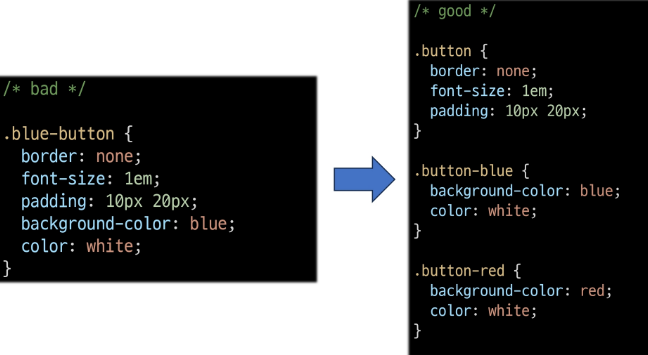 /* bad */
.blue-button {
  border: none;
  font-size: 1em;
  padding: 10px 20px;
  background-color: blue;
  color: white;
}
/* good */
.button {
  border: none;
  font-size: 1em;
  padding: 10px 20px;
}
.button-blue {
  background-color: blue;
  color: white;
}
.button-red {
  background-color: red;
  color: white;
}